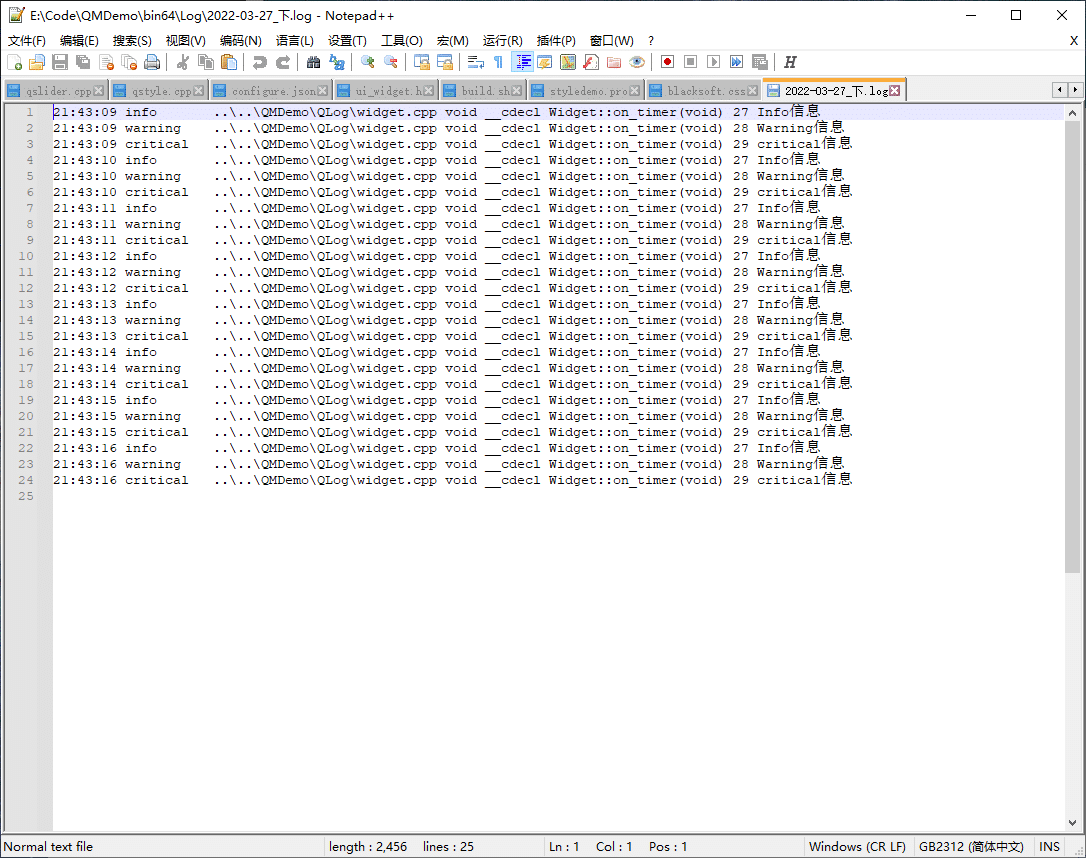 E:\Code\QMDemo\bin64\Log\2022-03-27_下.log - Notepad++
文件(F) 编辑(E) 搜索(S) 视图(V) 编码(N) 语言(L) 设置(T) 工具(O) 宏(M) 运行(R) 插件(P) 窗口(W) ? X
qslider.cpp qstyle.cpp configure.json ui_widget.h build.sh styledemo.pro blacksoft.css 2022-03-27_下.log
1 21:43:09 info ..\..\QMDemo\QLog\widget.cpp void __cdecl Widget::on_timer(void) 27 Info信息
2 21:43:09 warning ..\..\QMDemo\QLog\widget.cpp void __cdecl Widget::on_timer(void) 28 Warning信息
3 21:43:09 critical ..\..\QMDemo\QLog\widget.cpp void __cdecl Widget::on_timer(void) 29 critical信息
4 21:43:10 info ..\..\QMDemo\QLog\widget.cpp void __cdecl Widget::on_timer(void) 27 Info信息
5 21:43:10 warning ..\..\QMDemo\QLog\widget.cpp void __cdecl Widget::on_timer(void) 28 Warning信息
6 21:43:10 critical ..\..\QMDemo\QLog\widget.cpp void __cdecl Widget::on_timer(void) 29 critical信息
7 21:43:11 info ..\..\QMDemo\QLog\widget.cpp void __cdecl Widget::on_timer(void) 27 Info信息
8 21:43:11 warning ..\..\QMDemo\QLog\widget.cpp void __cdecl Widget::on_timer(void) 28 Warning信息
9 21:43:11 critical ..\..\QMDemo\QLog\widget.cpp void __cdecl Widget::on_timer(void) 29 critical信息
10 21:43:12 info ..\..\QMDemo\QLog\widget.cpp void __cdecl Widget::on_timer(void) 27 Info信息
11 21:43:12 warning ..\..\QMDemo\QLog\widget.cpp void __cdecl Widget::on_timer(void) 28 Warning信息
12 21:43:12 critical ..\..\QMDemo\QLog\widget.cpp void __cdecl Widget::on_timer(void) 29 critical信息
13 21:43:13 info ..\..\QMDemo\QLog\widget.cpp void __cdecl Widget::on_timer(void) 27 Info信息
14 21:43:13 warning ..\..\QMDemo\QLog\widget.cpp void __cdecl Widget::on_timer(void) 28 Warning信息
15 21:43:13 critical ..\..\QMDemo\QLog\widget.cpp void __cdecl Widget::on_timer(void) 29 critical信息
16 21:43:14 info ..\..\QMDemo\QLog\widget.cpp void __cdecl Widget::on_timer(void) 27 Info信息
17 21:43:14 warning ..\..\QMDemo\QLog\widget.cpp void __cdecl Widget::on_timer(void) 28 Warning信息
18 21:43:14 critical ..\..\QMDemo\QLog\widget.cpp void __cdecl Widget::on_timer(void) 29 critical信息
19 21:43:15 info ..\..\QMDemo\QLog\widget.cpp void __cdecl Widget::on_timer(void) 27 Info信息
20 21:43:15 warning ..\..\QMDemo\QLog\widget.cpp void __cdecl Widget::on_timer(void) 28 Warning信息
21 21:43:15 critical ..\..\QMDemo\QLog\widget.cpp void __cdecl Widget::on_timer(void) 29 critical信息
22 21:43:16 info ..\..\QMDemo\QLog\widget.cpp void __cdecl Widget::on_timer(void) 27 Info信息
23 21:43:16 warning ..\..\QMDemo\QLog\widget.cpp void __cdecl Widget::on_timer(void) 28 Warning信息
24 21:43:16 critical ..\..\QMDemo\QLog\widget.cpp void __cdecl Widget::on_timer(void) 29 critical信息
25
Normal text file length : 2,456 lines : 25 Ln : 1 Col : 1 Pos : 1 Windows (CR LF) GB2312 (简体中文) INS